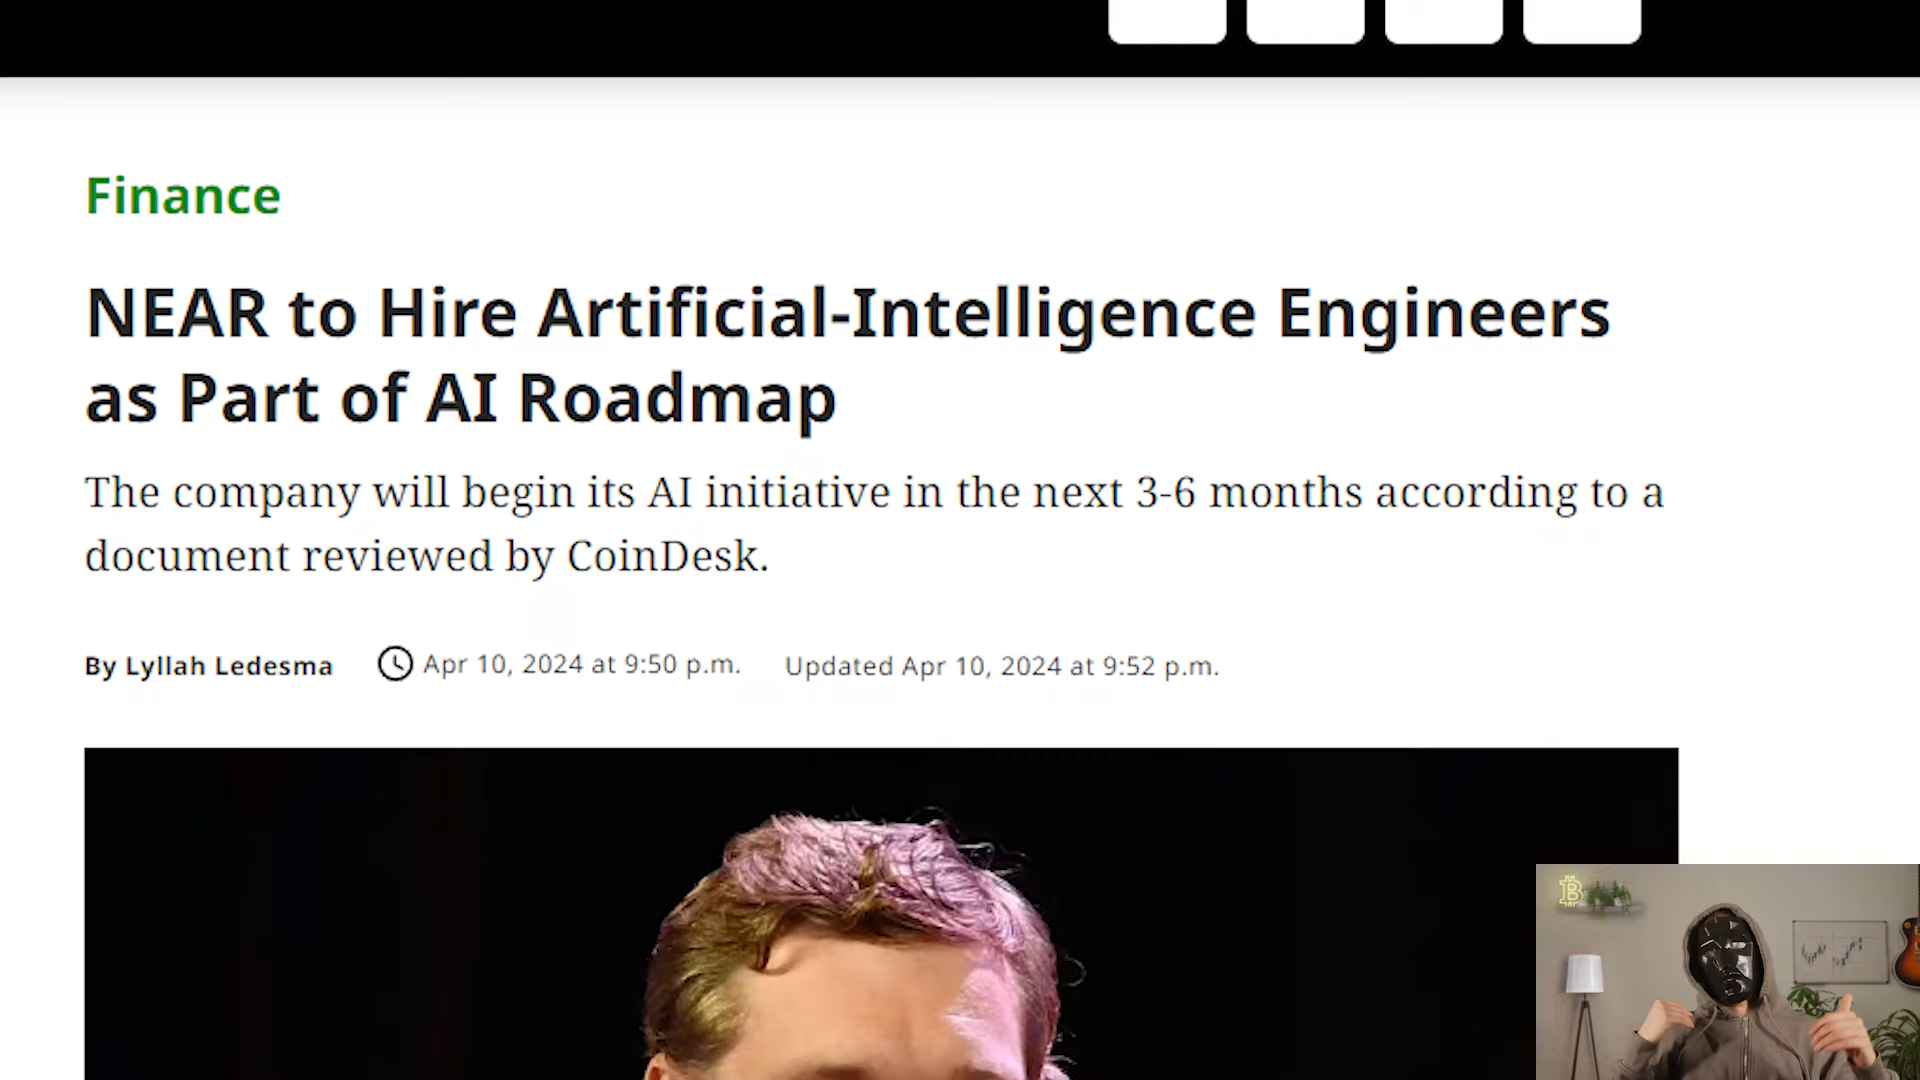 Finance
NEAR to Hire Artificial-Intelligence Engineers
as Part of AI Roadmap
The company will begin its AI initiative in the next 3-6 months according to a
document reviewed by CoinDesk.
By Lyllah Ledesma Apr 10, 2024 at 9:50 p.m. Updated Apr 10, 2024 at 9:52 p.m.